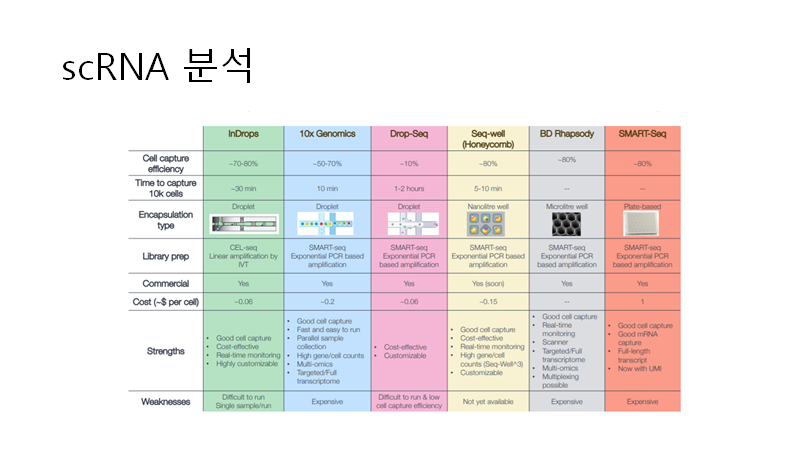 scRNA 분석
InDrops 10x Genomics Drop-Seq Seq-well (Honeycomb) BD Rhapsody SMART-Seq
Cell capture efficiency ~70-80% ~50-70% ~10% ~80% ~80% ~80%
Time to capture 10k cells ~30 min 10 min 1-2 hours 5-10 min -- --
Encapsulation type Droplet Droplet Droplet Nanolitre well Microlitre well Plate-based
Library prep CEL-seq Linear amplification by IVT SMART-seq Exponential PCR based amplification SMART-seq Exponential PCR based amplification SMART-seq Exponential PCR based amplification SMART-seq Exponential PCR based amplification SMART-seq Exponential PCR based amplification
Commercial Yes Yes Yes Yes (soon) Yes Yes
Cost (~$ per cell) ~0.06 ~0.2 ~0.06 ~0.15 -- 1
Strengths
• Good cell capture
• Cost-effective
• Real-time monitoring
• Highly customizable
• Good cell capture
• Fast and easy to run
• Parallel sample collection
• High gene/cell counts
• Multi-omics
• Targeted/Full transcriptome
• Cost-effective
• Customizable
• Good cell capture
• Cost-effective
• Real-time monitoring
• High gene/cell counts (Seq-Well^3)
• Customizable
• Good cell capture
• Real-time monitoring
• Scanner
• Targeted/Full transcriptome
• Multi-omics
• Multiplexing possible
• Good cell capture
• Good mRNA capture
• Full-length transcript
• Now with UMI
Weaknesses Difficult to run Single sample/run Expensive Difficult to run & low cell capture efficiency Not yet available Expensive Expensive